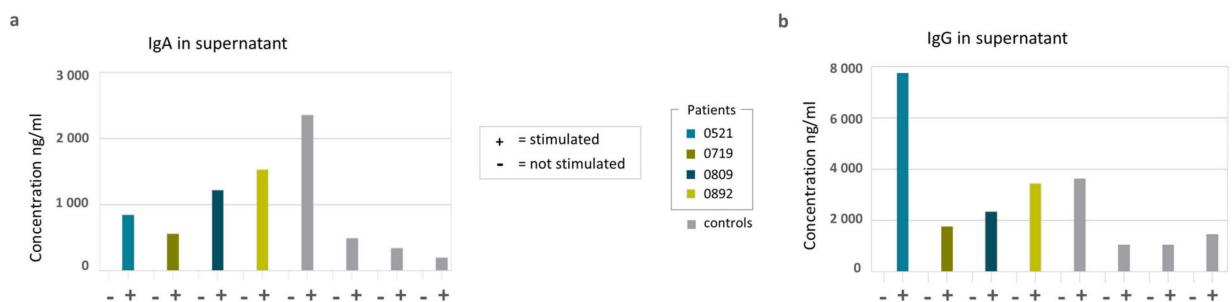 a
IgA in supernatant
Concentration ng/ml
3 000
2 000
1 000
0
- + - + - + - + - + - + - + - +
+ = stimulated
- = not stimulated
Patients
0521
0719
0809
0892
controls
b
IgG in supernatant
Concentration ng/ml
8 000
6 000
4 000
2 000
0
- + - + - + - + - + - + - + - +